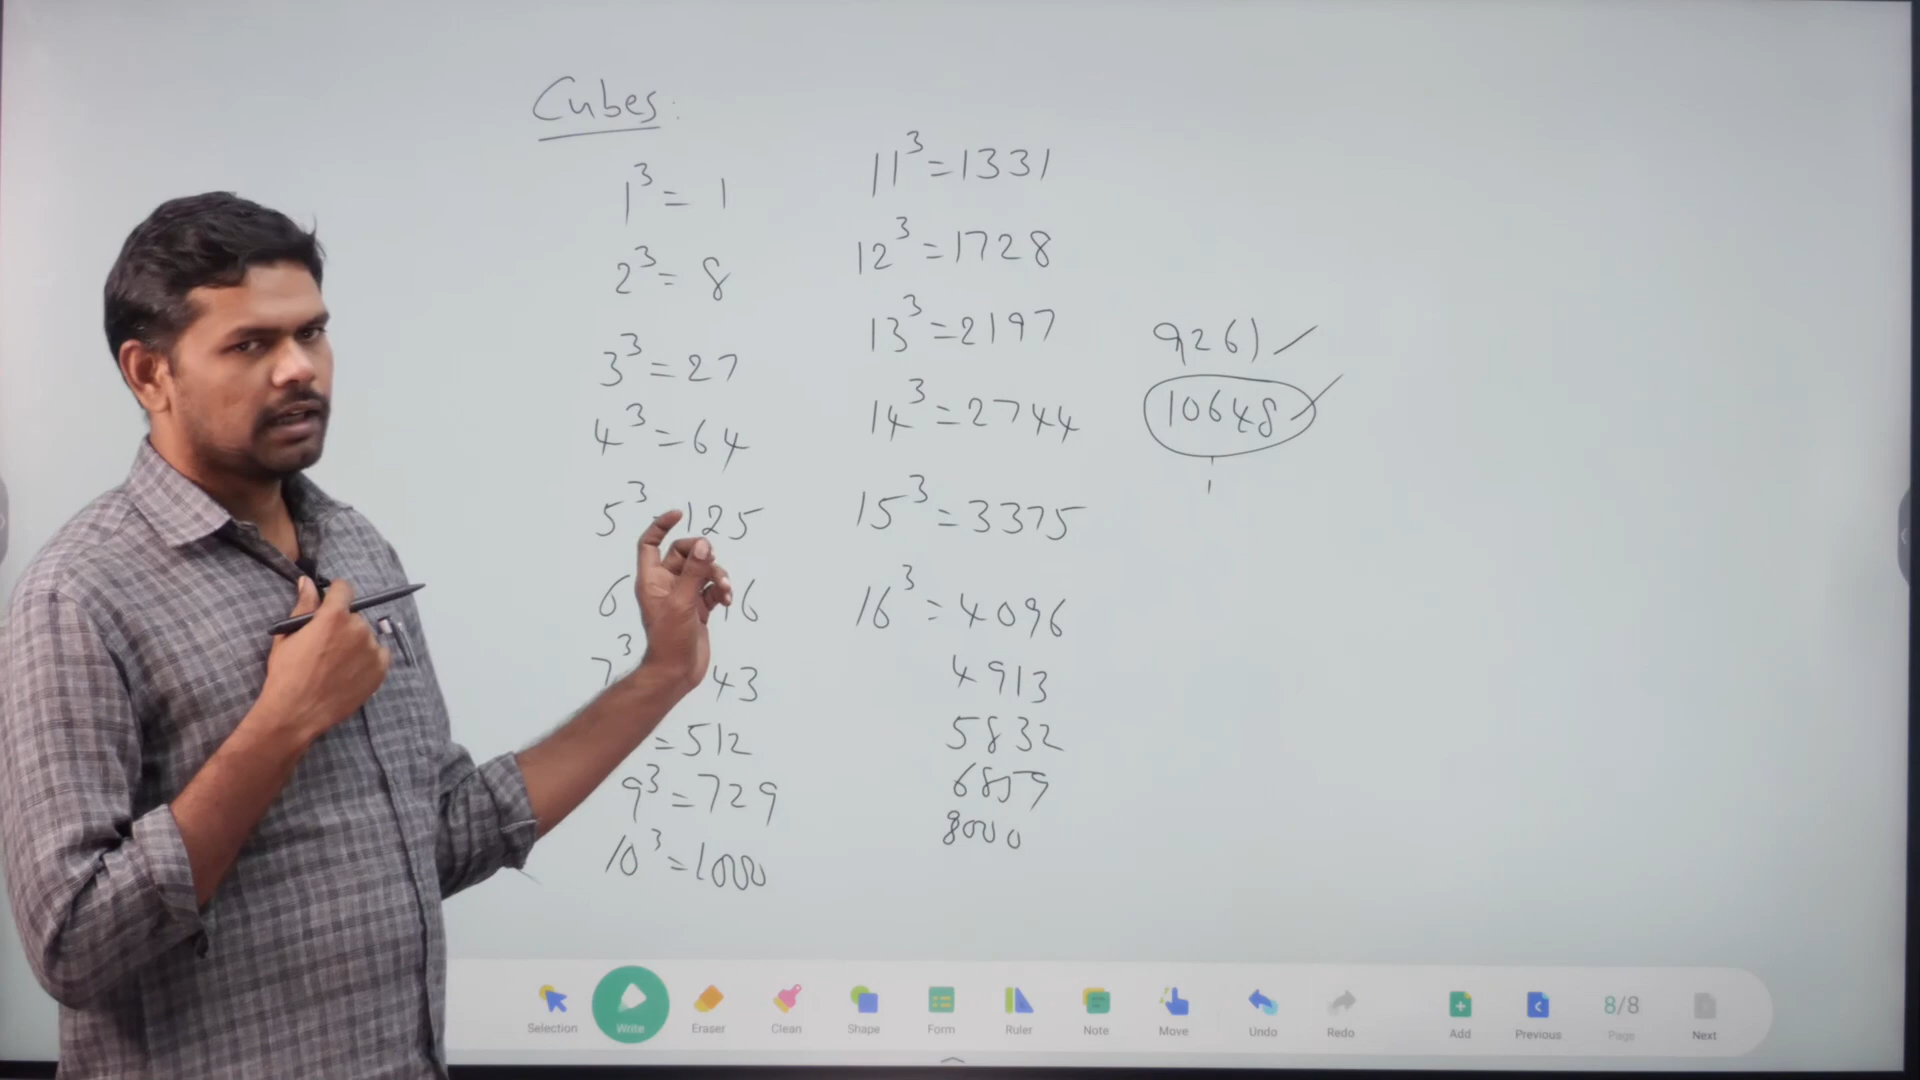 Cubes:
1³ = 1
2³ = 8
3³ = 27
4³ = 64
5³ 125
6 16
7³ 43
= 512
9³ = 729
10³ = 1000
11³ = 1331
12³ = 1728
13³ = 2197
14³ = 2744
15³ = 3375
16³ = 4096
4913
5832
6859
8000
9261 ✓
10648 ✓
Selection
Write
Eraser
Clean
Shape
Form
Ruler
Note
Move
Undo
Redo
Add
Previous
8/8
Page
Next